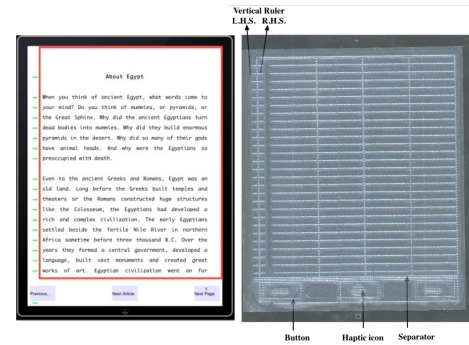 Vertical Ruler
L.H.S. R.H.S.
About Egypt
When you think of ancient Egypt, what words come to
your mind? Do you think of mummies, or pyramids, or
the Great Sphinx. Why did the ancient Egyptians turn
dead bodies into mummies. Why did they build enormous
pyramids in the desert. Why did so many of their gods
have animal heads. And why were the Egyptians so
preoccupied with death.
Even to the ancient Greeks and Romans, Egypt was an
old land. Long before the Greeks built temples and
theaters or the Romans constructed huge structures
like the Colosseum, the Egyptians had developed a
rich and complex civilization. The early Egyptians
settled beside the fertile Nile River in northern
Africa sometime before three thousand B.C. Over the
years they formed a central government, developed a
language, built vast monuments and created great
works of art. Egyptian civilization went on for
Previous... Next Article Next Page
Button Haptic icon Separator